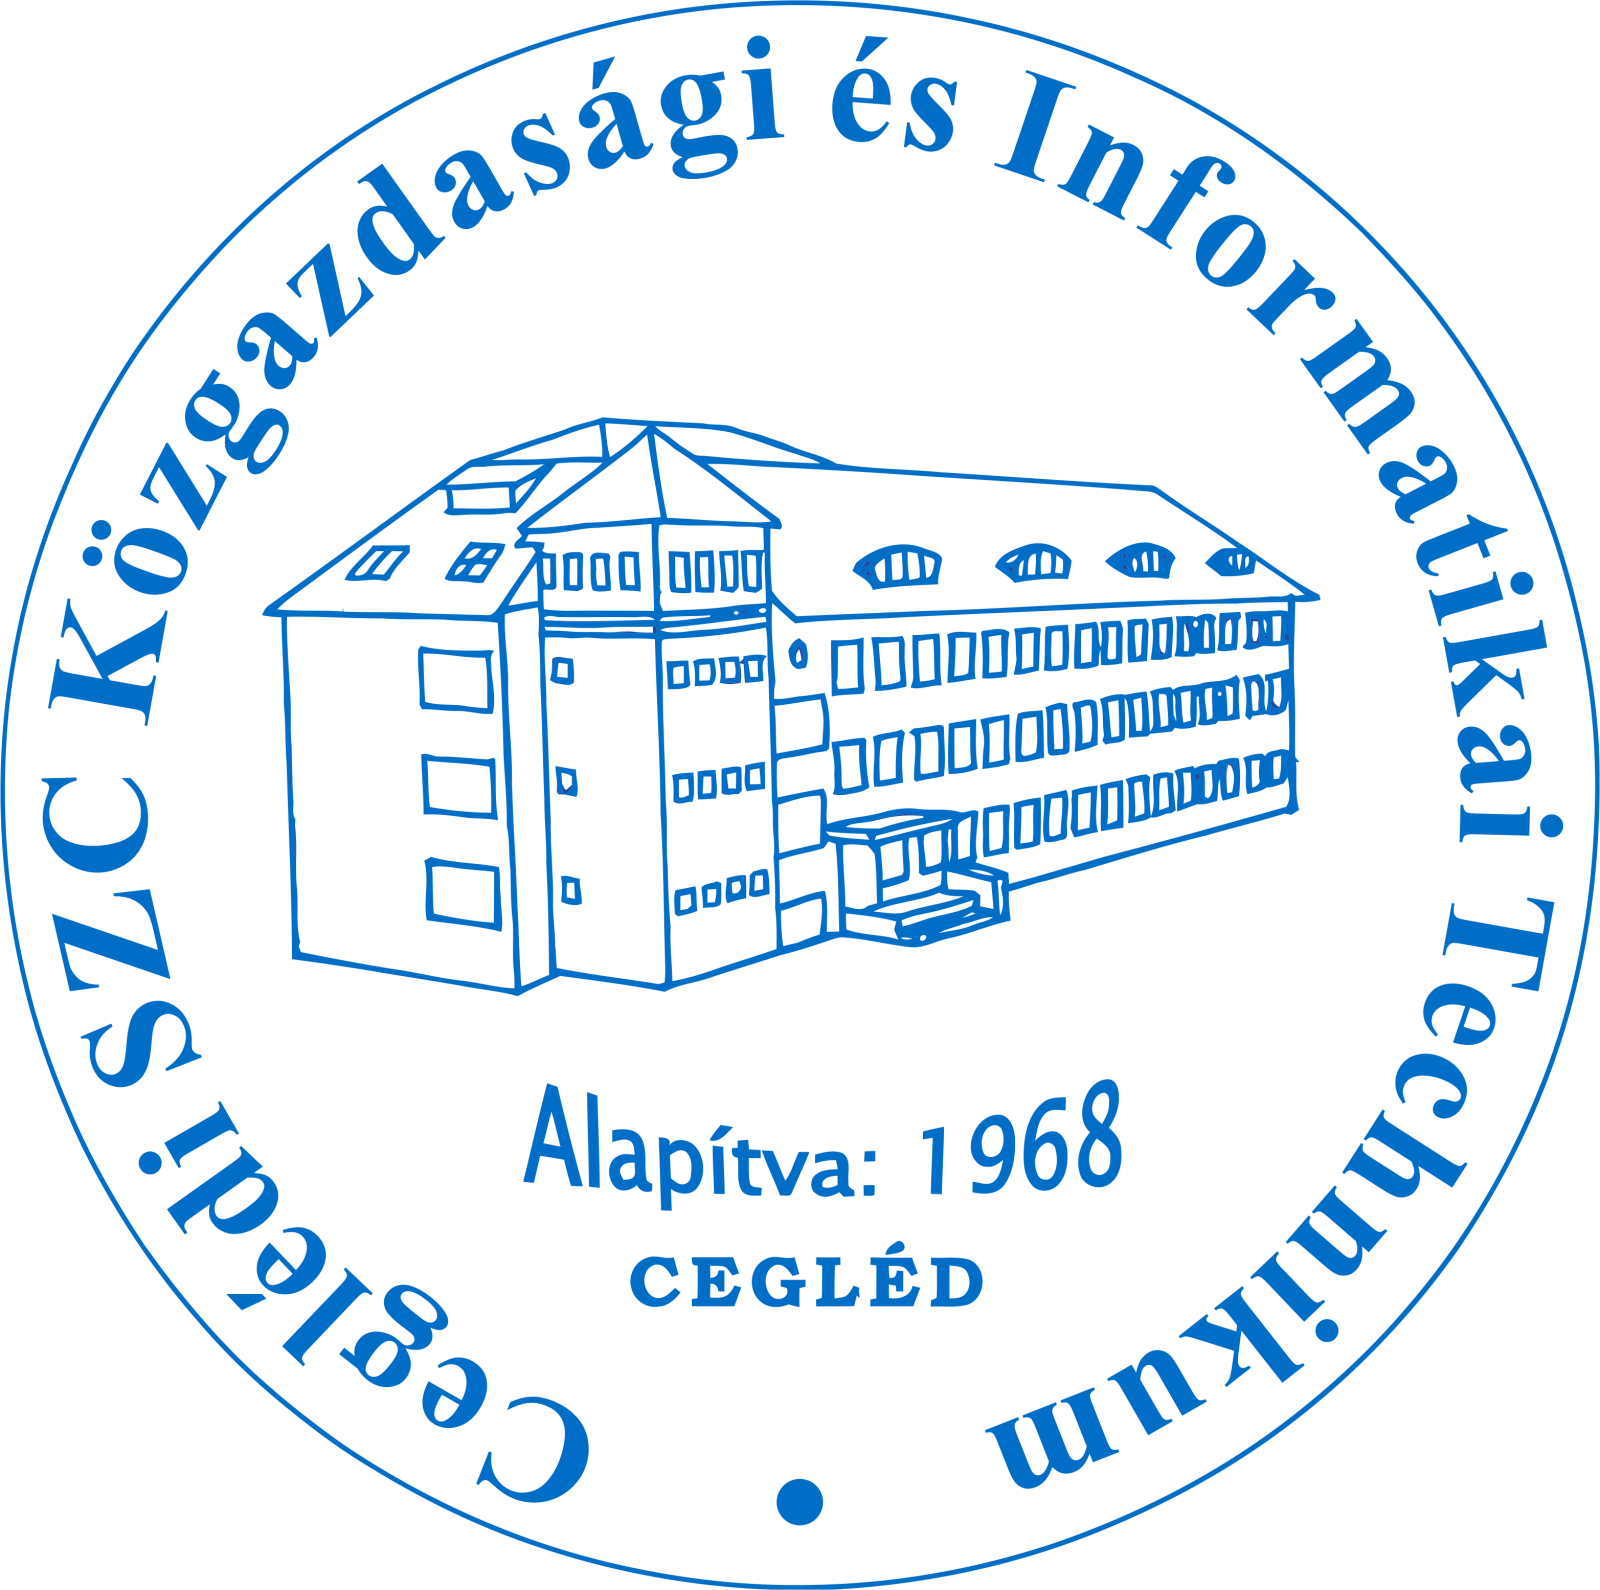 Ceglédi SZC Közgazdasági és Informatikai Technikum
Alapítva: 1968
CEGLÉD